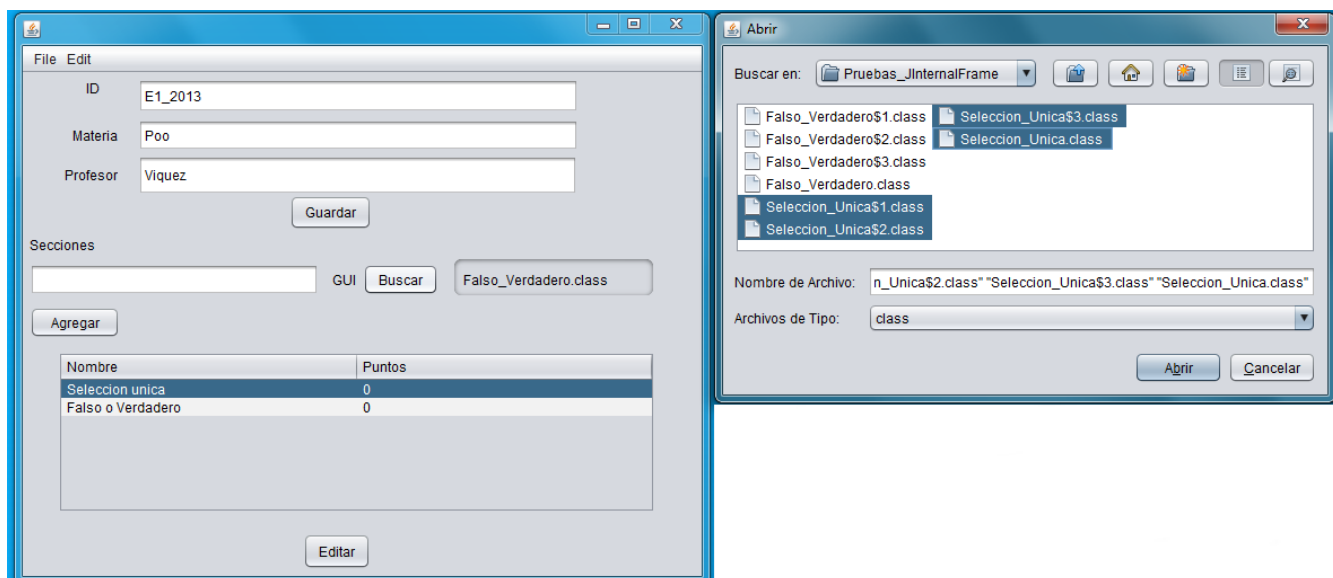 File Edit
ID E1_2013
Materia Poo
Profesor Viquez
Guardar
Secciones
GUI Buscar Falso_Verdadero.class
Agregar
Nombre Puntos
Seleccion unica 0
Falso o Verdadero 0
Editar
Abrir
Buscar en: Pruebas_JInternalFrame
Falso_Verdadero$1.class Seleccion_Unica$3.class
Falso_Verdadero$2.class Seleccion_Unica.class
Falso_Verdadero$3.class
Falso_Verdadero.class
Seleccion_Unica$1.class
Seleccion_Unica$2.class
Nombre de Archivo: n_Unica$2.class" "Seleccion_Unica$3.class" "Seleccion_Unica.class"
Archivos de Tipo: class
Abrir Cancelar